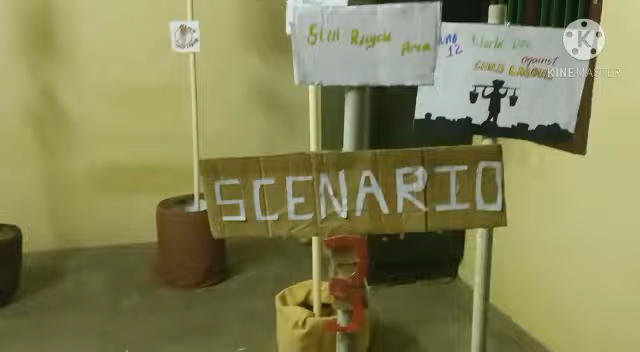 Still Recycle
Area
June
12
World Day
against
CHILD LABOUR
KINEMASTER
SCENARIO
3